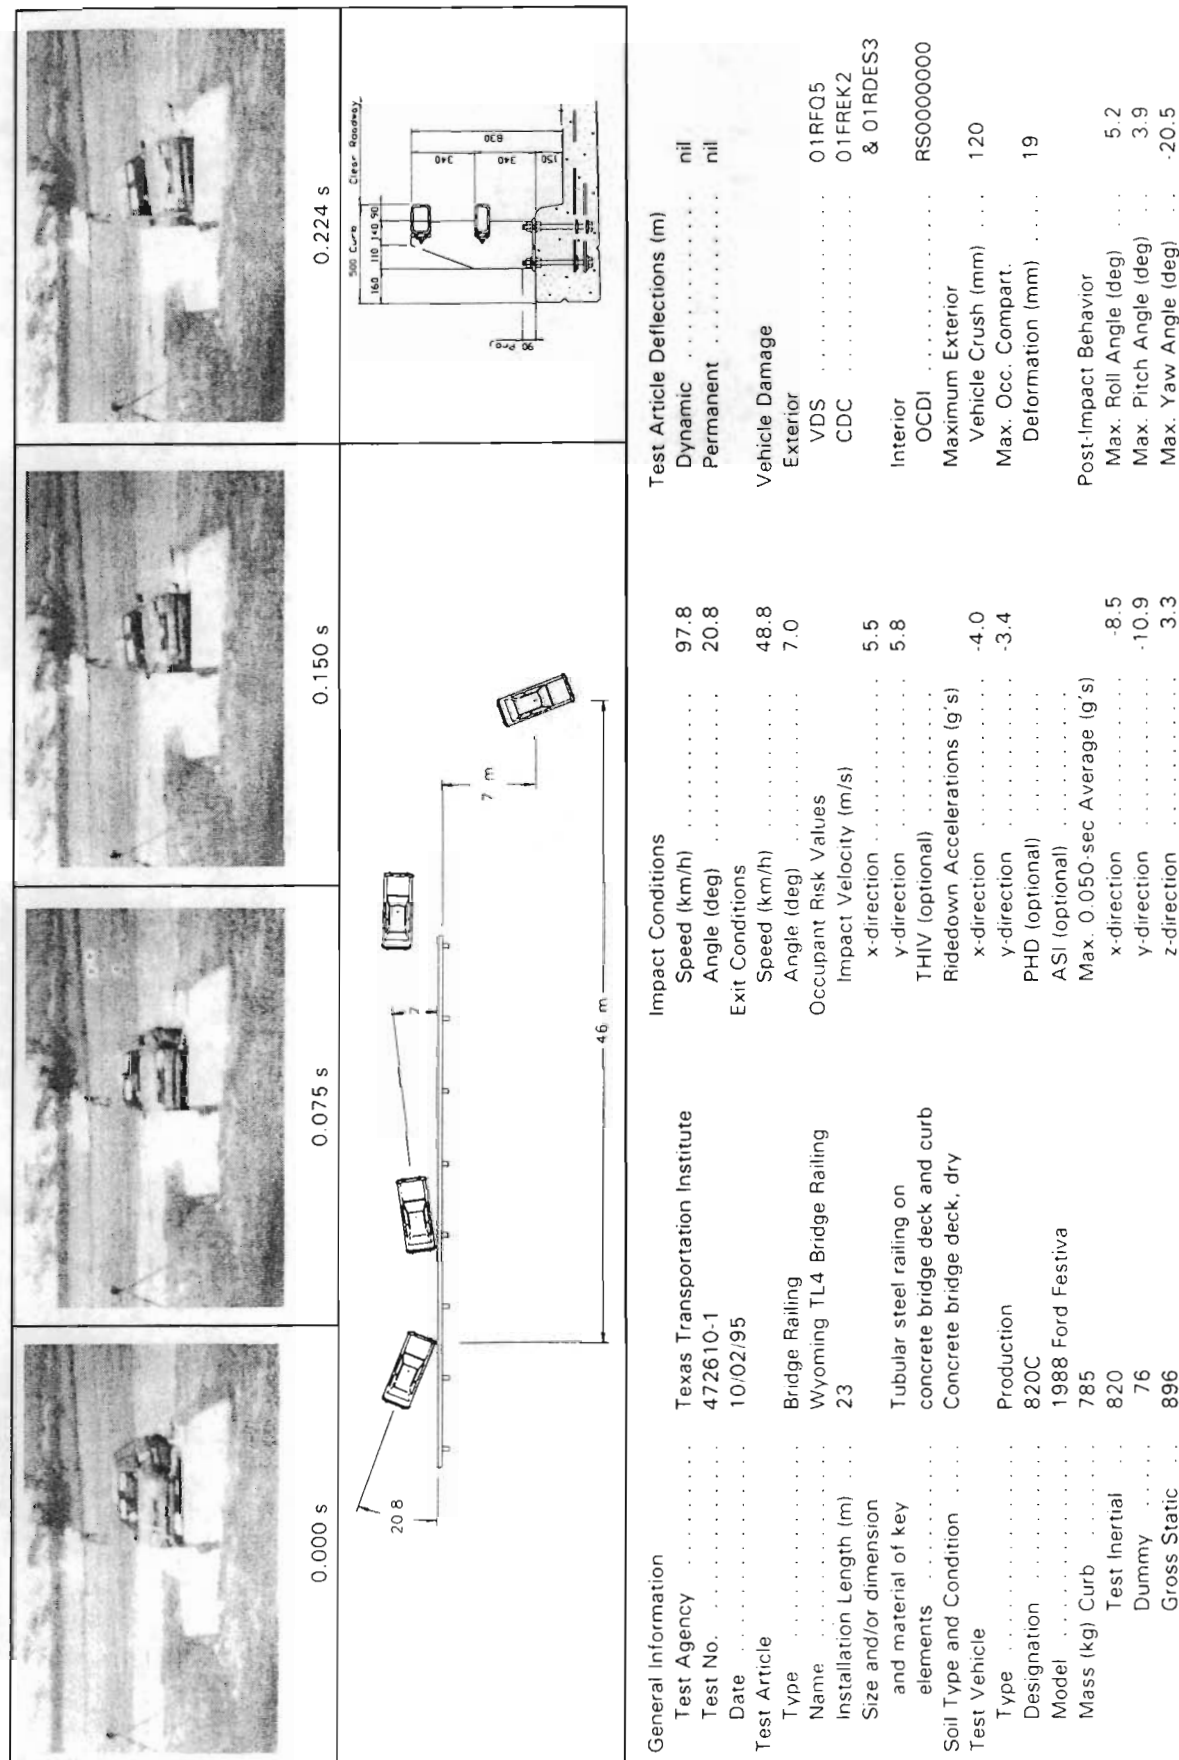 0.000 s
0.075 s
0.150 s
0.224 s
20.8
7
7 m
46 m
500 Curb
Clear Roadway
160
110
140
90
340
340
830
150
90
Proj
General Information
Test Agency . . . . . . . . . Texas Transportation Institute
Test No. . . . . . . . . . . 472610-1
Date . . . . . . . . . . . . 10/02/95
Test Article
Type . . . . . . . . . . . . Bridge Railing
Name . . . . . . . . . . . . Wyoming TL4 Bridge Railing
Installation Length (m) . . . 23
Size and/or dimension
and material of key Tubular steel railing on
elements . . . . . . . . . concrete bridge deck and curb
Soil Type and Condition . . . . Concrete bridge deck, dry
Test Vehicle
Type . . . . . . . . . . . . Production
Designation . . . . . . . . . 820C
Model . . . . . . . . . . . . 1988 Ford Festiva
Mass (kg) Curb . . . . . . . 785
Test Inertial . . 820
Dummy . . . . . 76
Gross Static . . 896
Impact Conditions
Speed (km/h) . . . . . . . . . 97.8
Angle (deg) . . . . . . . . . . 20.8
Exit Conditions
Speed (km/h) . . . . . . . . . 48.8
Angle (deg) . . . . . . . . . . 7.0
Occupant Risk Values
Impact Velocity (m/s)
x-direction . . . . . . . . . . 5.5
y-direction . . . . . . . . . . 5.8
THIV (optional) . . . . . . . .
Ridedown Accelerations (g's)
x-direction . . . . . . . . . . -4.0
y-direction . . . . . . . . . . -3.4
PHD (optional) . . . . . . . .
ASI (optional) . . . . . . . . .
Max. 0.050-sec Average (g's)
x-direction . . . . . . . . . . -8.5
y-direction . . . . . . . . . . -10.9
z-direction . . . . . . . . . . 3.3
Test Article Deflections (m)
Dynamic . . . . . . . . . . nil
Permanent . . . . . . . . . nil
Vehicle Damage
Exterior
VDS . . . . . . . . . . . . 01RFQ5
CDC . . . . . . . . . . . . 01FREK2
& 01RDES3
Interior
OCDI . . . . . . . . . . . RS0000000
Maximum Exterior
Vehicle Crush (mm) . . . 120
Max. Occ. Compart.
Deformation (mm) . . . . 19
Post-Impact Behavior
Max. Roll Angle (deg) . . . 5.2
Max. Pitch Angle (deg) . . 3.9
Max. Yaw Angle (deg) . . -20.5